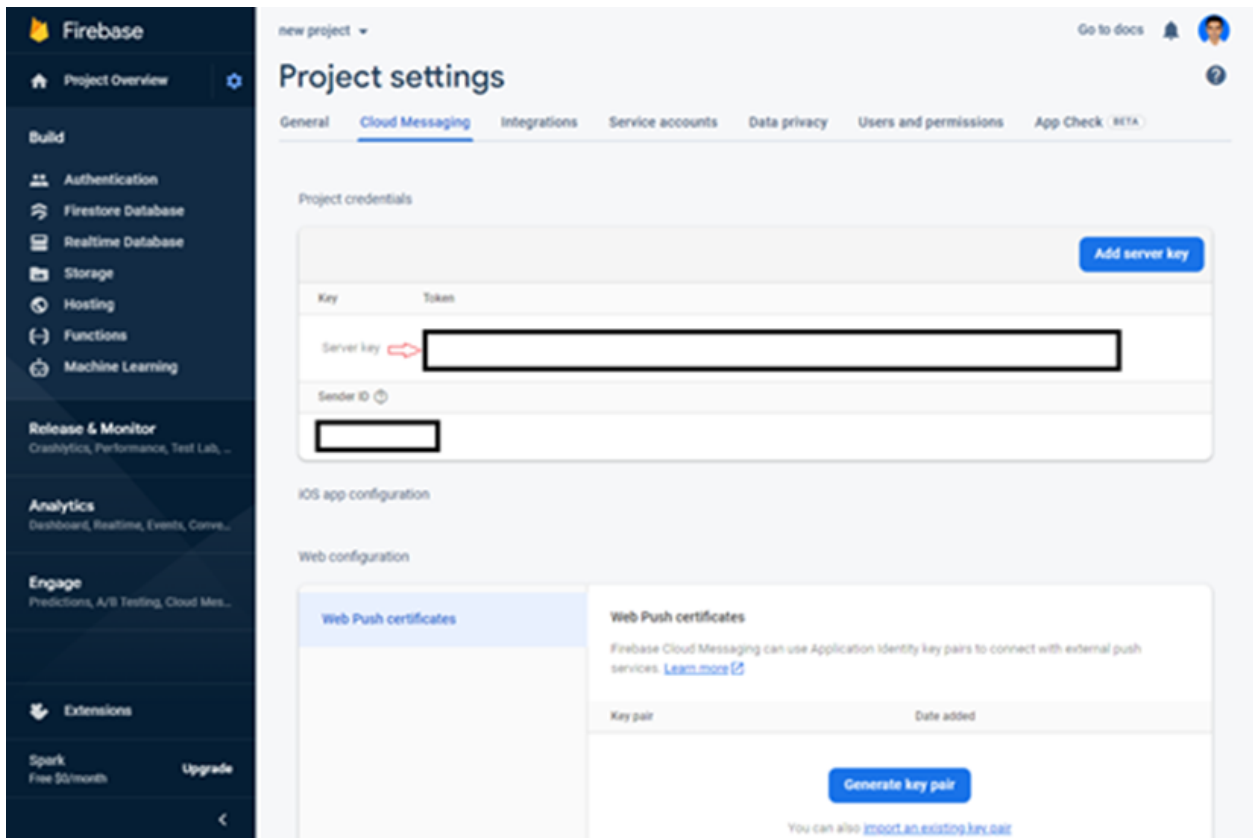 Firebase
Project Overview
Build
Authentication
Firestore Database
Realtime Database
Storage
Hosting
Functions
Machine Learning
Release & Monitor
Crashlytics, Performance, Test Lab, ...
Analytics
Dashboard, Realtime, Events, Conve...
Engage
Predictions, A/B Testing, Cloud Mes...
Extensions
Spark
Free $0/month
Upgrade
new project
Go to docs
Project settings
General Cloud Messaging Integrations Service accounts Data privacy Users and permissions App Check BETA
Project credentials
Add server key
Key Token
Server key
Sender ID
iOS app configuration
Web configuration
Web Push certificates
Web Push certificates
Firebase Cloud Messaging can use Application Identity key pairs to connect with external push
services. Learn more
Key pair Date added
Generate key pair
You can also import an existing key pair